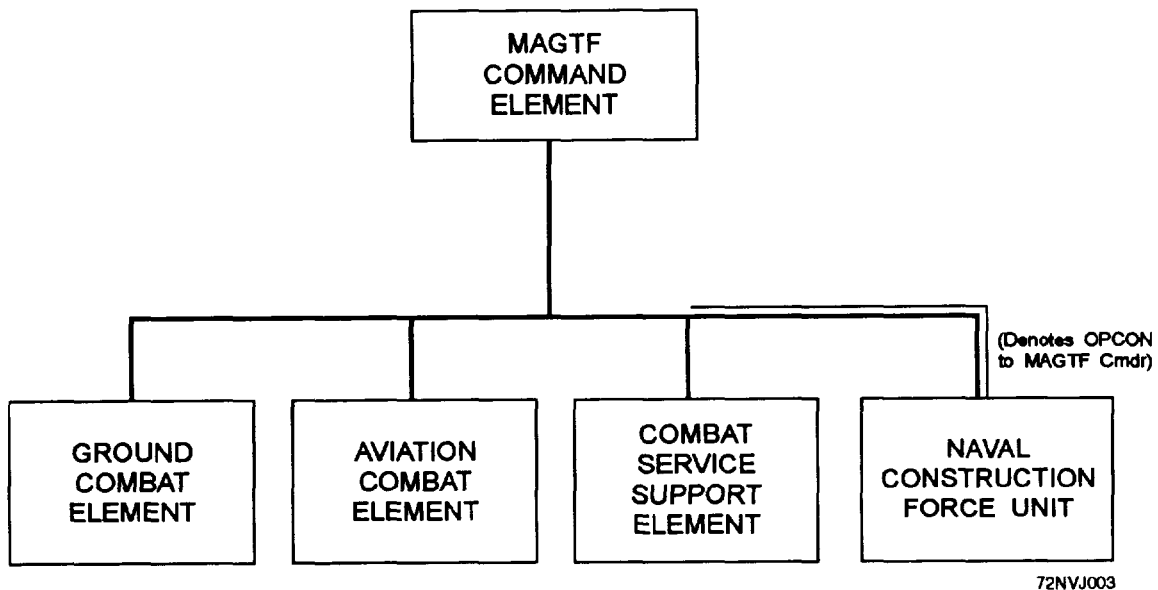 MAGTF
COMMAND
ELEMENT
(Denotes OPCON
to MAGTF Cmdr)
GROUND
COMBAT
ELEMENT
AVIATION
COMBAT
ELEMENT
COMBAT
SERVICE
SUPPORT
ELEMENT
NAVAL
CONSTRUCTION
FORCE UNIT
72NVJ003